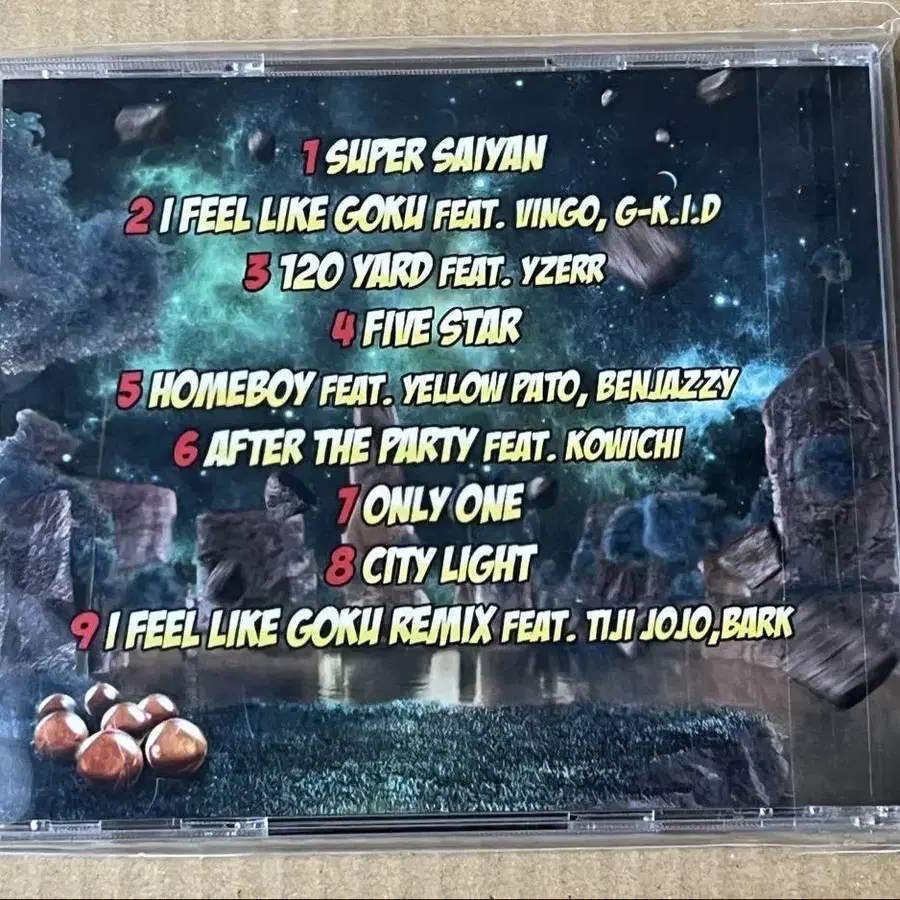 1 SUPER SAIYAN
2 I FEEL LIKE GOKU FEAT. VINGO, G-K.I.D
3 120 YARD FEAT. YZERR
4 FIVE STAR
5 HOMEBOY FEAT. YELLOW PATO, BENJAZZY
6 AFTER THE PARTY FEAT. KOWICHI
7 ONLY ONE
8 CITY LIGHT
9 I FEEL LIKE GOKU REMIX FEAT. TIJI JOJO,BARK